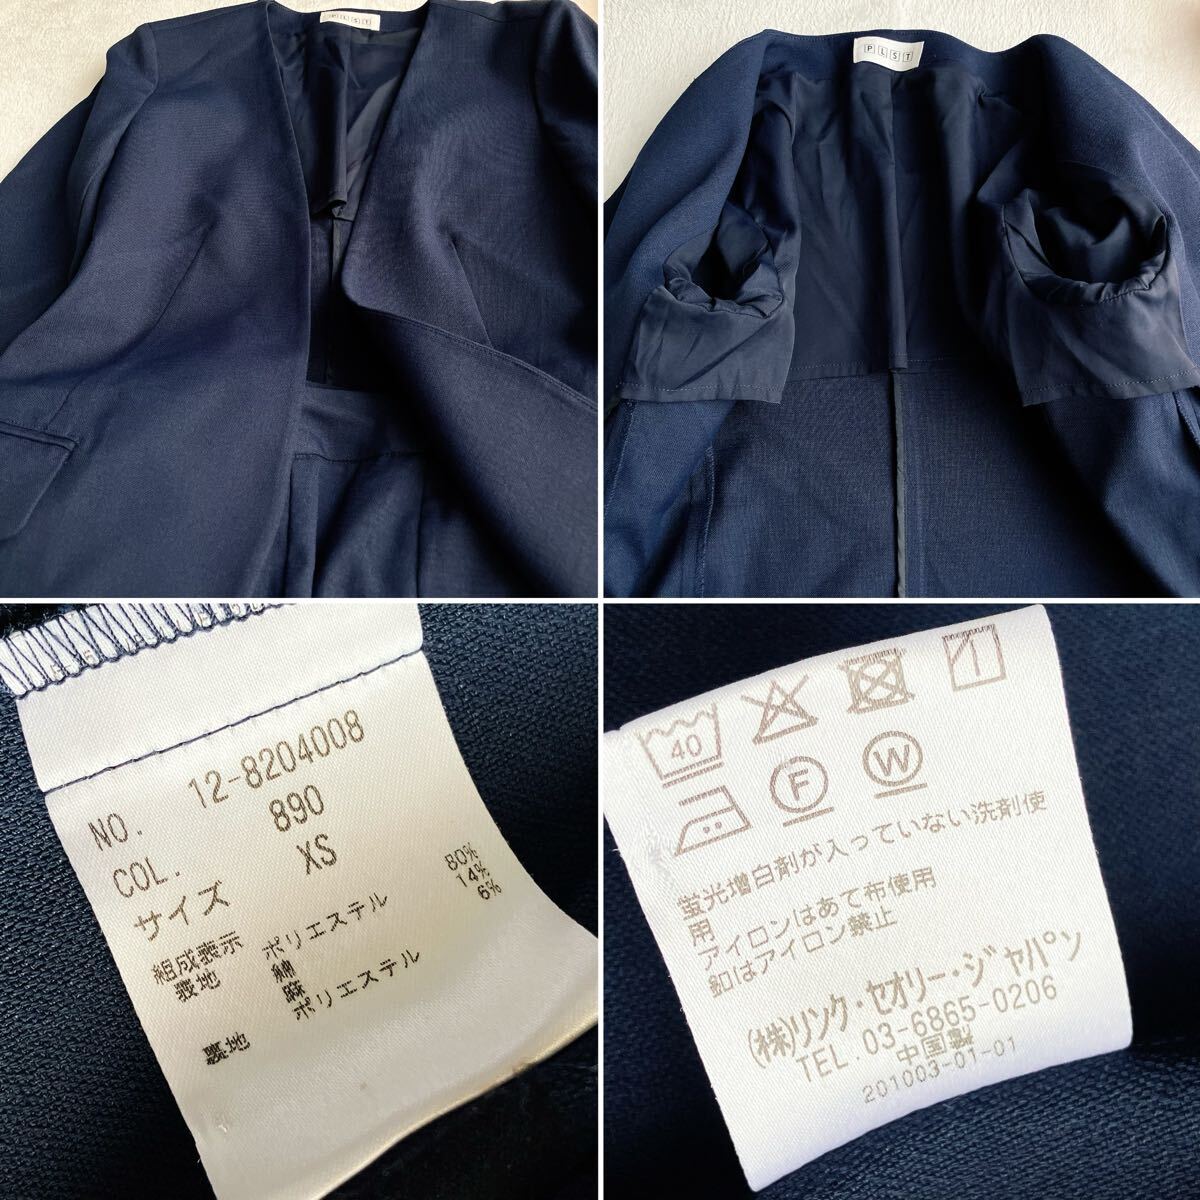 PLST
PLST
NO. 12-8204008
COL. 890
サイズ XS
組成表示
表地 ポリエステル 80%
綿 14%
麻 6%
裏地 ポリエステル
40
F
W
蛍光増白剤が入っていない洗剤使
用
アイロンはあて布使用
釦はアイロン禁止
(株)リンク・セオリー・ジャパン
TEL. 03-6865-0206
中国製
201003-01-01